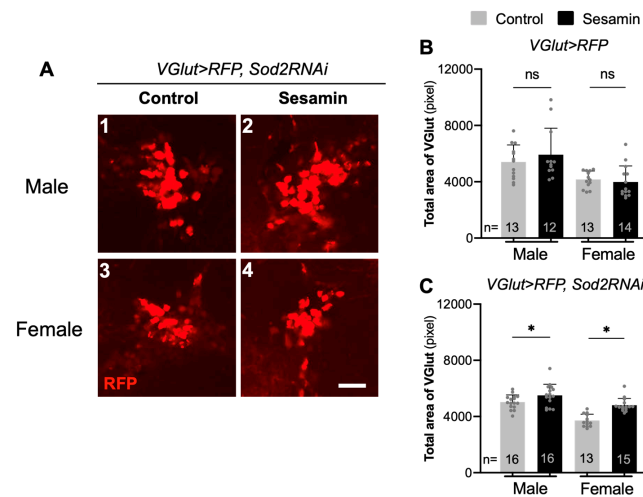 Control Sesamin
A
VGlut>RFP, Sod2RNAi
Control Sesamin
Male
Female
1
2
3
4
RFP
B
VGlut>RFP
Total area of VGlut (pixel)
12000
8000
4000
0
ns ns
n= 13 12 13 14
Male Female
C
VGlut>RFP, Sod2RNAi
Total area of VGlut (pixel)
12000
8000
4000
0
* *
n= 16 16 13 15
Male Female